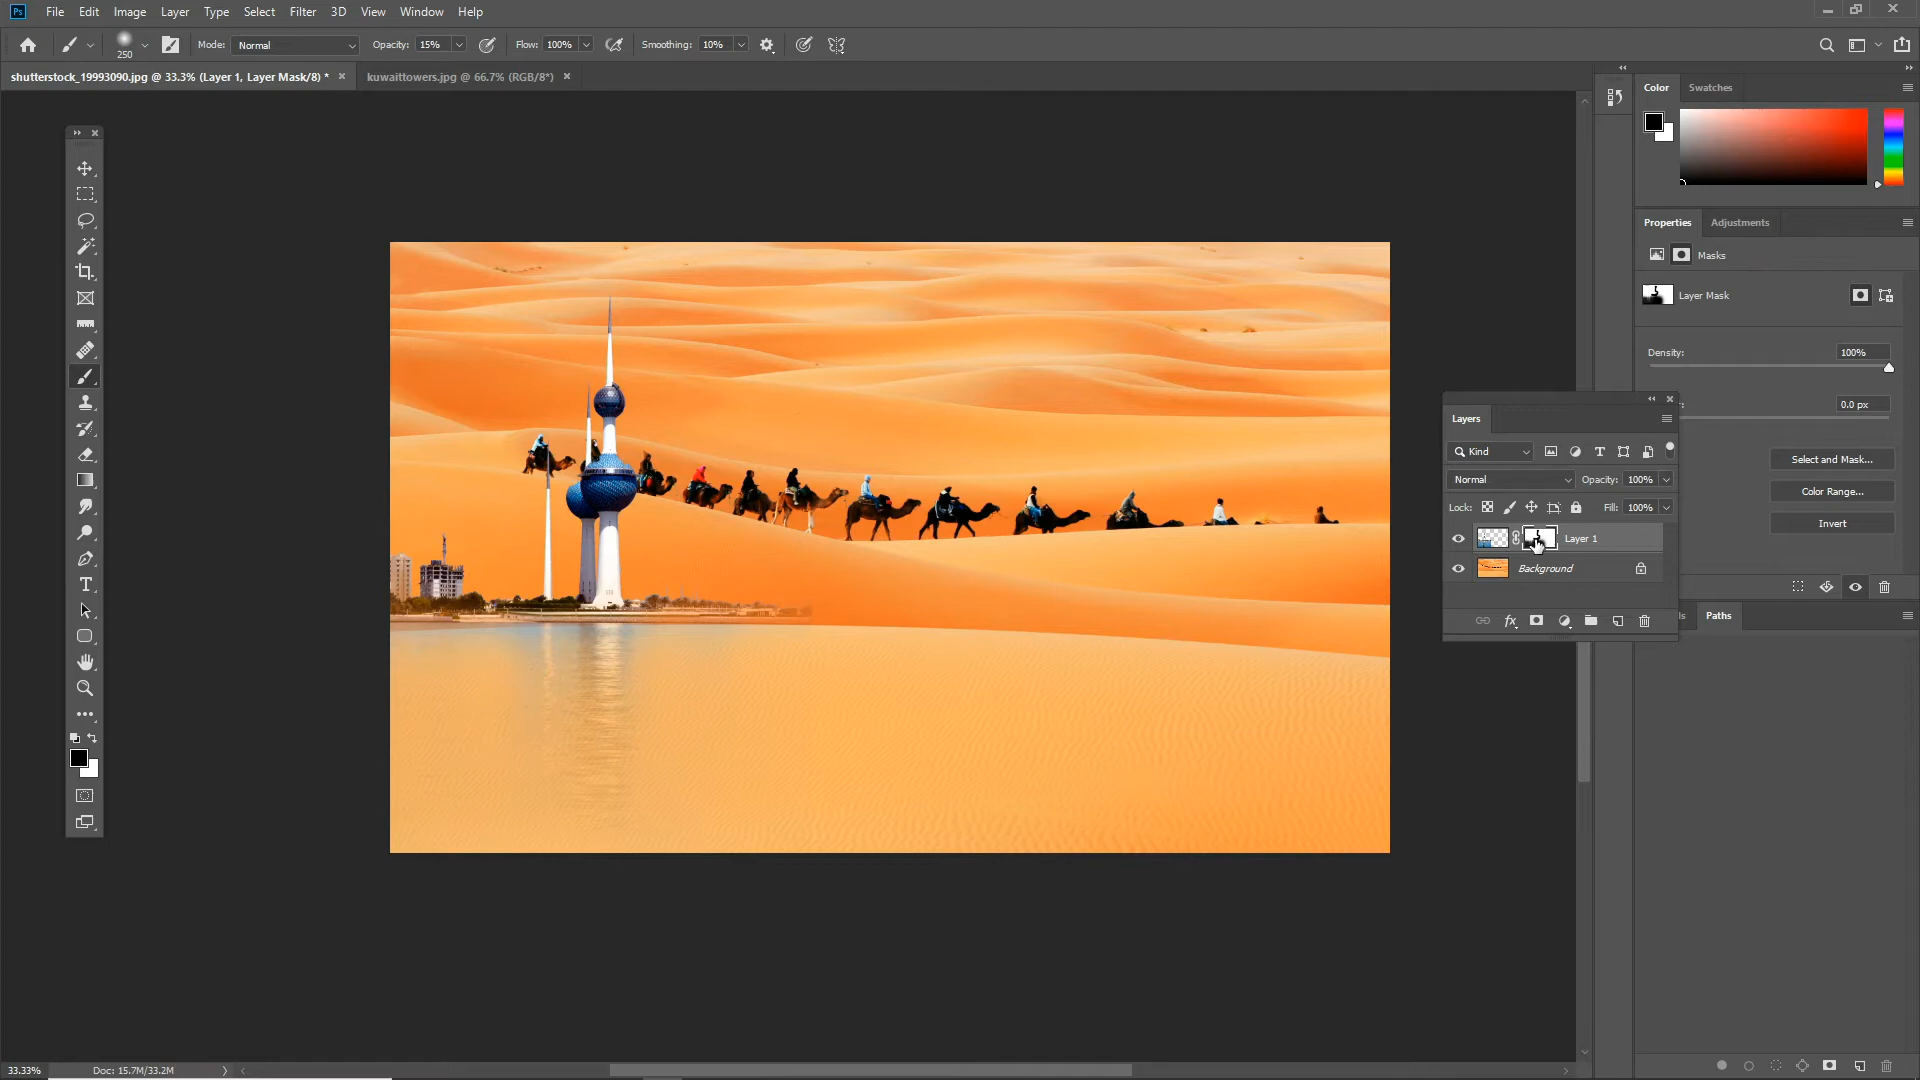 Ps File Edit Image Layer Type Select Filter 3D View Window Help
250 Mode: Normal Opacity: 15% Flow: 100% Smoothing: 10%
shutterstock_19993090.jpg @ 33.3% (Layer 1, Layer Mask/8) * × kuwaittowers.jpg @ 66.7% (RGB/8*) ×
Color Swatches
Properties Adjustments
Masks
Layer Mask
Density: 100%
0.0 px
Select and Mask...
Color Range...
Invert
Layers
Kind
Normal Opacity: 100%
Lock: Fill: 100%
Layer 1
Background
fx
Paths
33.33% Doc: 15.7M/33.2M